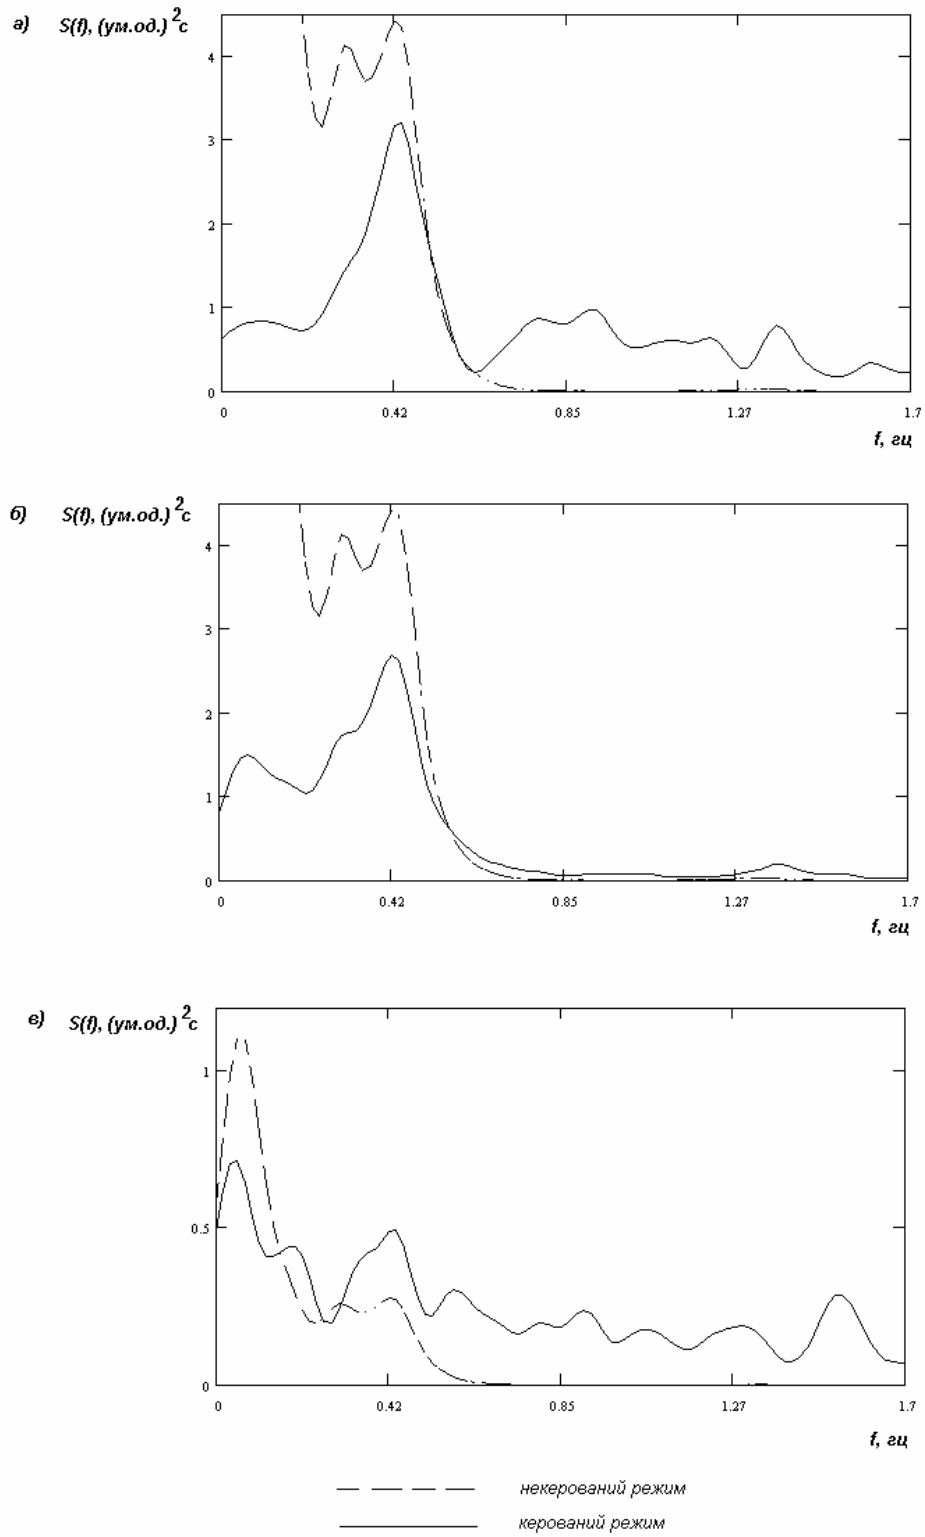 а) S(f), (ум.од.)²с
4
3
2
1
0
0 0.42 0.85 1.27 1.7
f, гц
б) S(f), (ум.од.)²с
4
3
2
1
0
0 0.42 0.85 1.27 1.7
f, гц
в) S(f), (ум.од.)²с
1
0.5
0
0 0.42 0.85 1.27 1.7
f, гц
некерований режим
керований режим